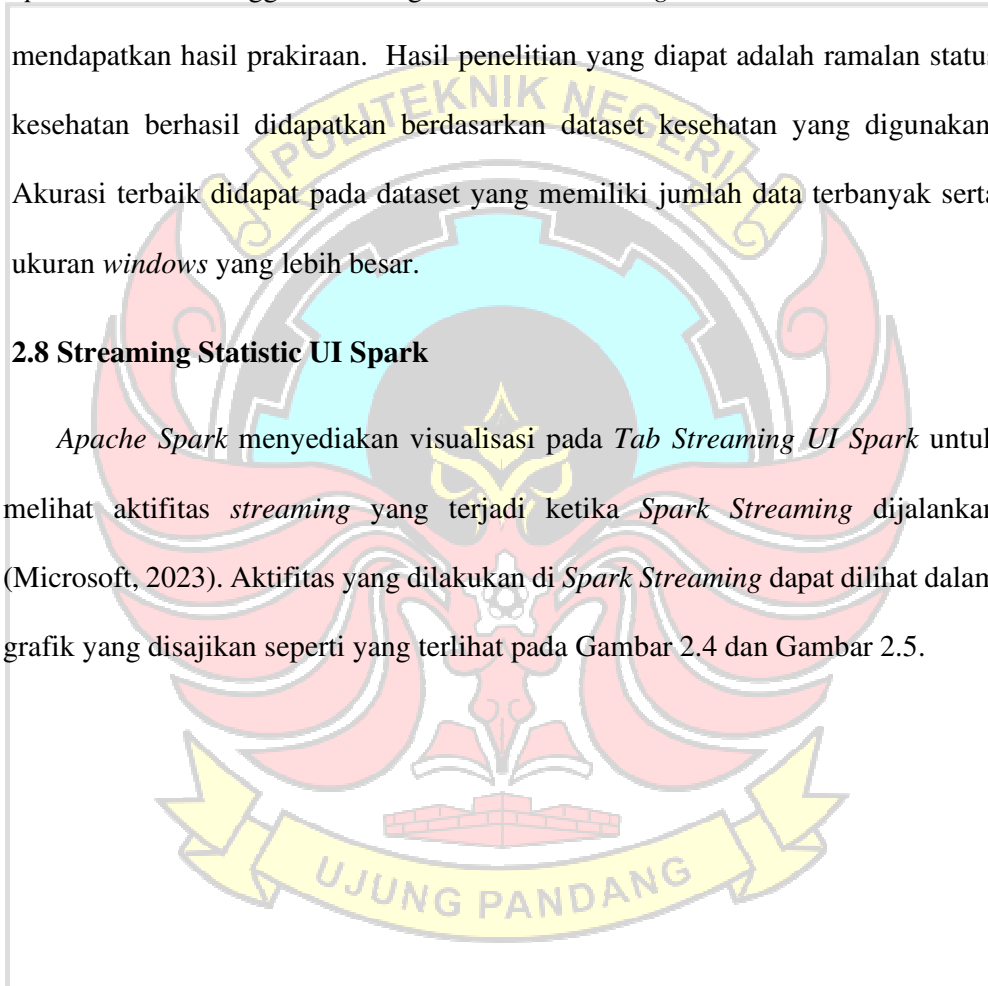 mendapatkan hasil prakiraan. Hasil penelitian yang diapat adalah ramalan status
kesehatan berhasil didapatkan berdasarkan dataset kesehatan yang digunakan
Akurasi terbaik didapat pada dataset yang memiliki jumlah data terbanyak serta
ukuran windows yang lebih besar.
2.8 Streaming Statistic UI Spark
Apache Spark menyediakan visualisasi pada Tab Streaming UI Spark
melihat aktifitas streaming yang terjadi ketika Spark Streaming dijalankan
(Microsoft, 2023). Aktifitas yang dilakukan di Spark Streaming dapat dilihat dalam
grafik yang disajikan seperti yang terlihat pada Gambar 2.4 dan Gambar 2.5.
POLITEKNIK NEGERI
UJUNG PANDANG